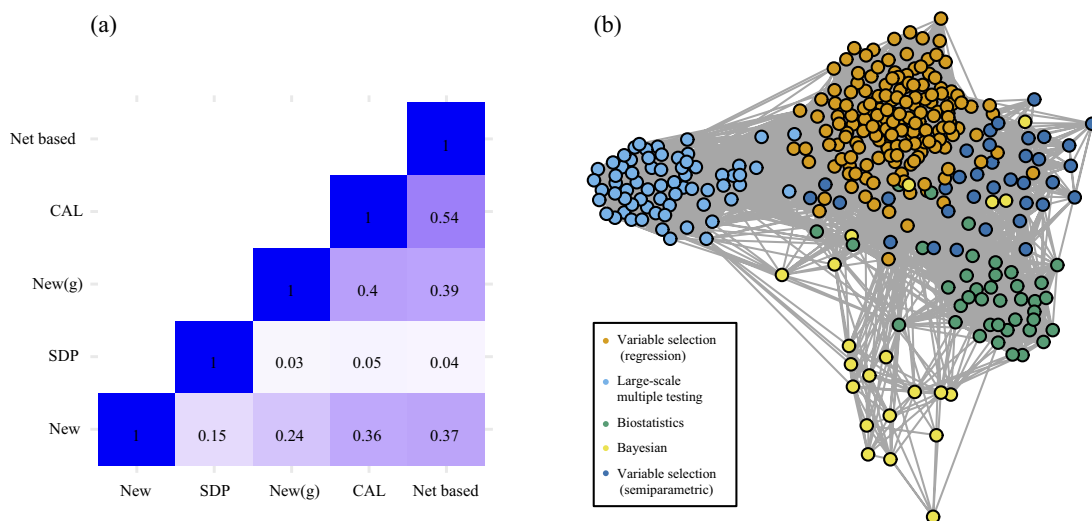 (a)
Net based
1
CAL
1
0.54
New(g)
1
0.4
0.39
SDP
1
0.03
0.05
0.04
New
1
0.15
0.24
0.36
0.37
New
SDP
New(g)
CAL
Net based
(b)
Variable selection
(regression)
Large-scale
multiple testing
Biostatistics
Bayesian
Variable selection
(semiparametric)